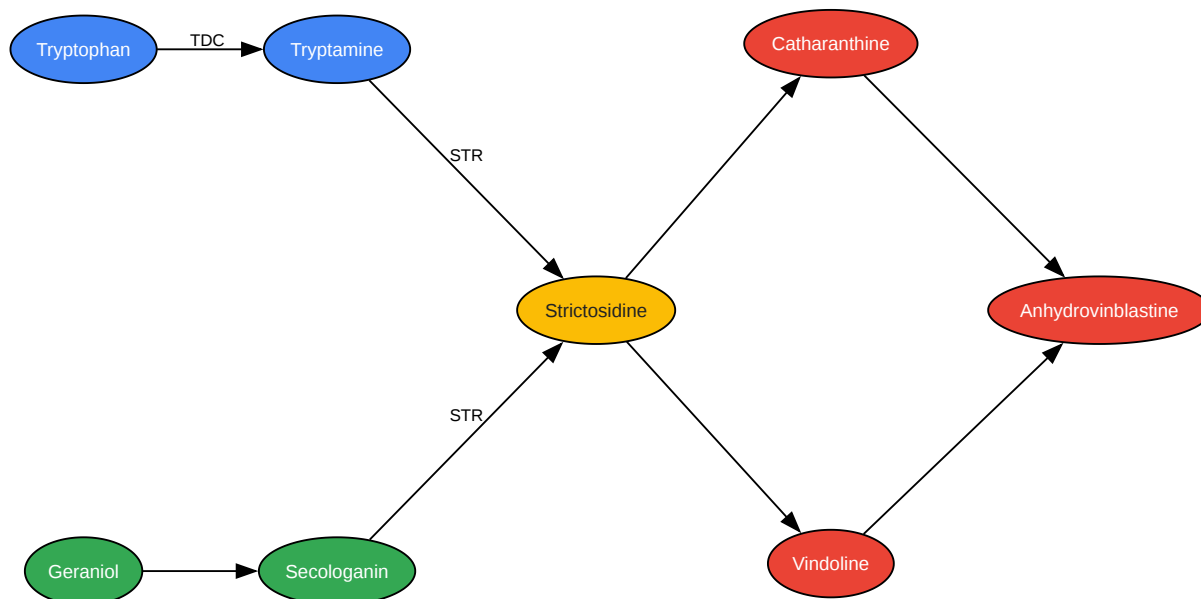 Tryptophan
TDC
Tryptamine
Catharanthine
STR
Strictosidine
Anhydrovinblastine
STR
Geraniol
Secologanin
Vindoline